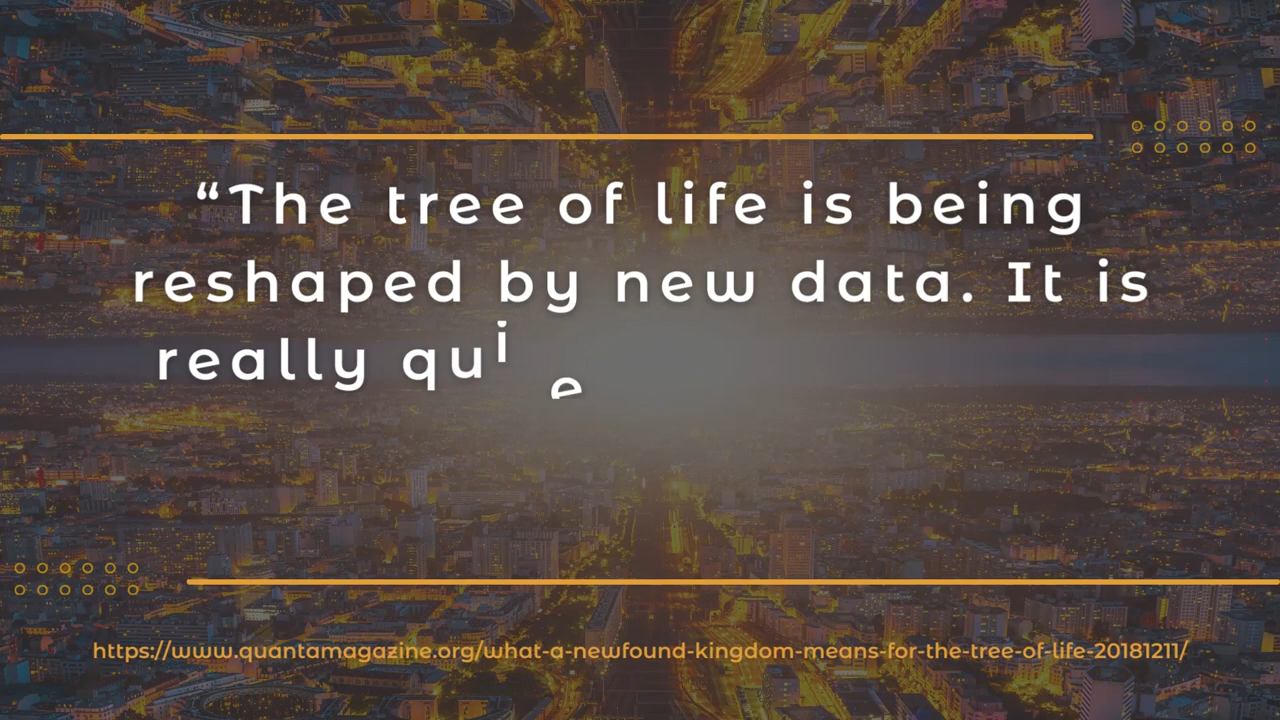 “The tree of life is being
reshaped by new data. It is
really qui e
https://www.quantamagazine.org/what-a-newfound-kingdom-means-for-the-tree-of-life-20181211/